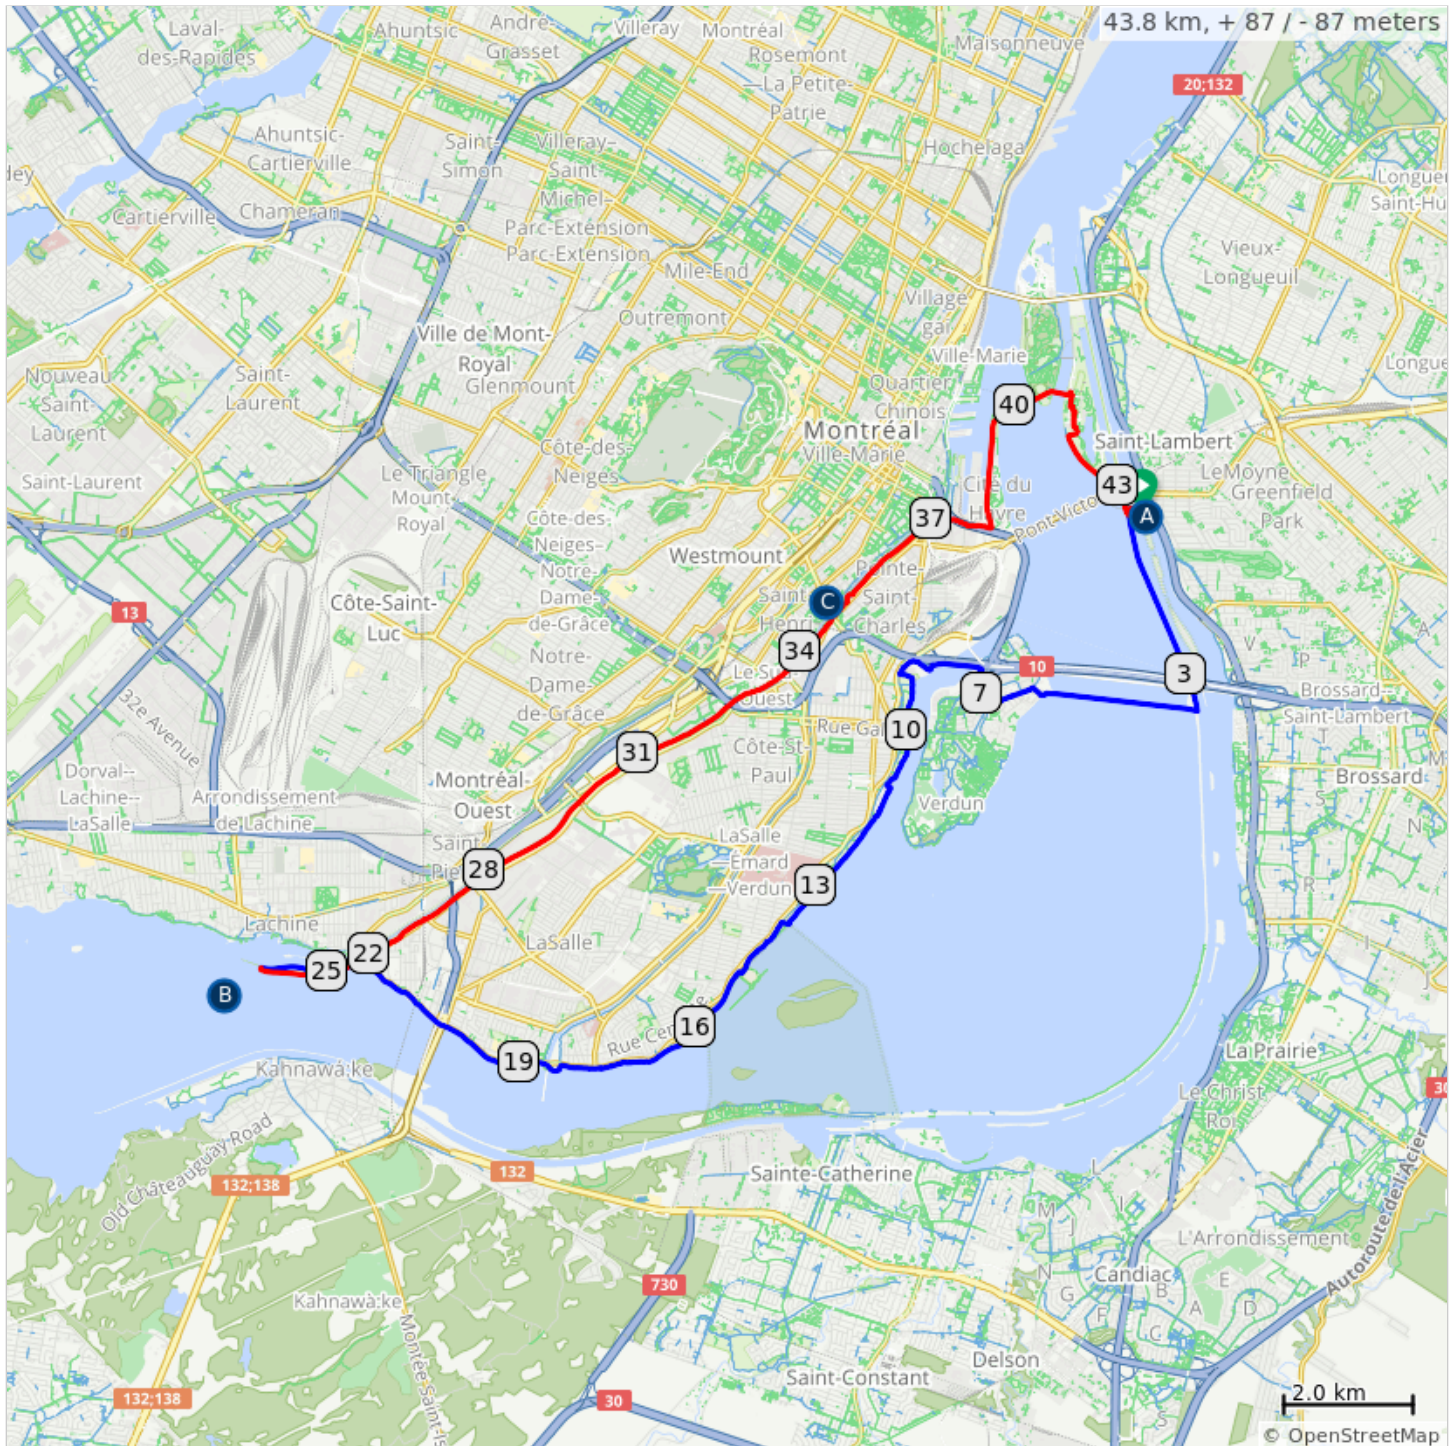 43.8 km, + 87 / - 87 meters
Laval-
des-Rapides
Ahuntsic
André-
Grasset
Villeray
Montréal
Rosemont
—La Petite-
Patrie
Maisonneuve
20;132
Ahuntsic-
Cartierville
Saint-
Simon
Villeray–
Saint-
Michel–
Parc-Extension
Parc-Extension
Hochelaga
Cartierville
Chameran
Mile-End
Outremont
Village
gai
Vieux-
Longueuil
Ville de Mont-
Royal
Glenmount
Ville-Marie
Quartier
Chinois
Nouveau
Saint-
Laurent
Saint-
Laurent
40
Montréal
Ville-Marie
Saint-Lambert
LeMoyne
Greenfield
Park
Saint-Laurent
Le Triangle
Mount-
Royal
Côte-des-
Neiges
Cité du
Havre
43
A
37
Côte-des-
Neiges–
Notre-
Dame-
de-Grâce
Westmount
Pointe-
Saint-
Charles
13
Côte-Saint-
Luc
C
Saint-
Henri
34
Notre-
Dame-
de-Grâce
Le Sud-
Ouest
10
3
7
10
32e Avenue
Brossard--
Saint-Lambert
31
Côte-St-
Paul
Brossard
Dorval--
Lachine--
LaSalle
Arrondissement
de Lachine
Montréal-
Ouest
Verdun
LaSalle
—Émard
—Verdun
28
13
Lachine
LaSalle
22
25
B
16
19
Kahnawà:ke
La Prairie
Le Christ
Roi
30
Old Châteauguay Road
132;138
132
Sainte-Catherine
L'Arrondissement
Candiac
Autoroute de l'Acier
730
Kahnawà:ke
Delson
Saint-Constant
132;138
30
2.0 km
© OpenStreetMap